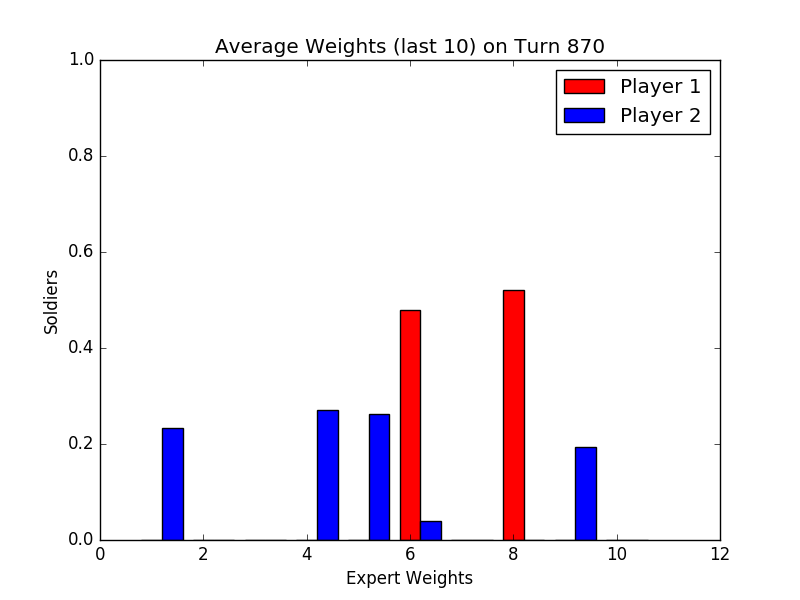 Average Weights (last 10) on Turn 870
1.0
0.8
0.6
0.4
0.2
0.0
Soldiers
Player 1
Player 2
0 2 4 6 8 10 12
Expert Weights